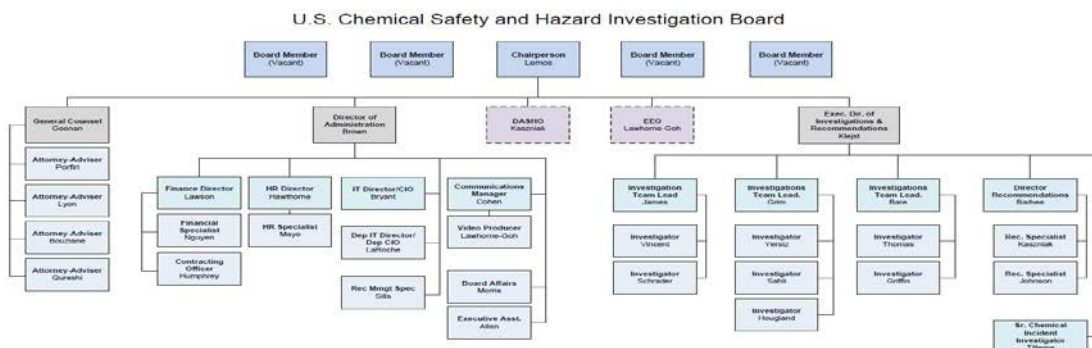 U.S. Chemical Safety and Hazard Investigation Board
Board Member
(Vacant)
Board Member
(Vacant)
Chairperson
Lemos
Board Member
(Vacant)
Board Member
(Vacant)
General Counsel
Goonan
Director of
Administration
Brown
DASHO
Kaszniak
EEO
Lawhorne-Goh
Exec. Dir. of
Investigations &
Recommendations
Klejst
Attorney-Adviser
Porfiri
Attorney-Adviser
Lyon
Attorney-Adviser
Bouziane
Attorney-Adviser
Qureshi
Finance Director
Lawson
HR Director
Hawthorne
IT Director/CIO
Bryant
Communications
Manager
Cohen
Financial
Specialist
Nguyen
HR Specialist
Mayo
Dep IT Director/
Dep CIO
LaRoche
Video Producer
Lawhorne-Goh
Contracting
Officer
Humphrey
Rec Mmgt Spec
Silla
Board Affairs
Morris
Executive Asst.
Allen
Investigation
Team Lead
James
Investigations
Team Lead.
Grim
Investigations
Team Lead.
Bare
Director
Recommendations
Barbee
Investigator
Vincent
Investigator
Yersiz
Investigator
Thomas
Rec. Specialist
Kaszniak
Investigator
Schrader
Investigator
Sahli
Investigator
Griffin
Rec. Specialist
Johnson
Investigator
Hougland
Sr. Chemical
Incident
Investigator
Tillema